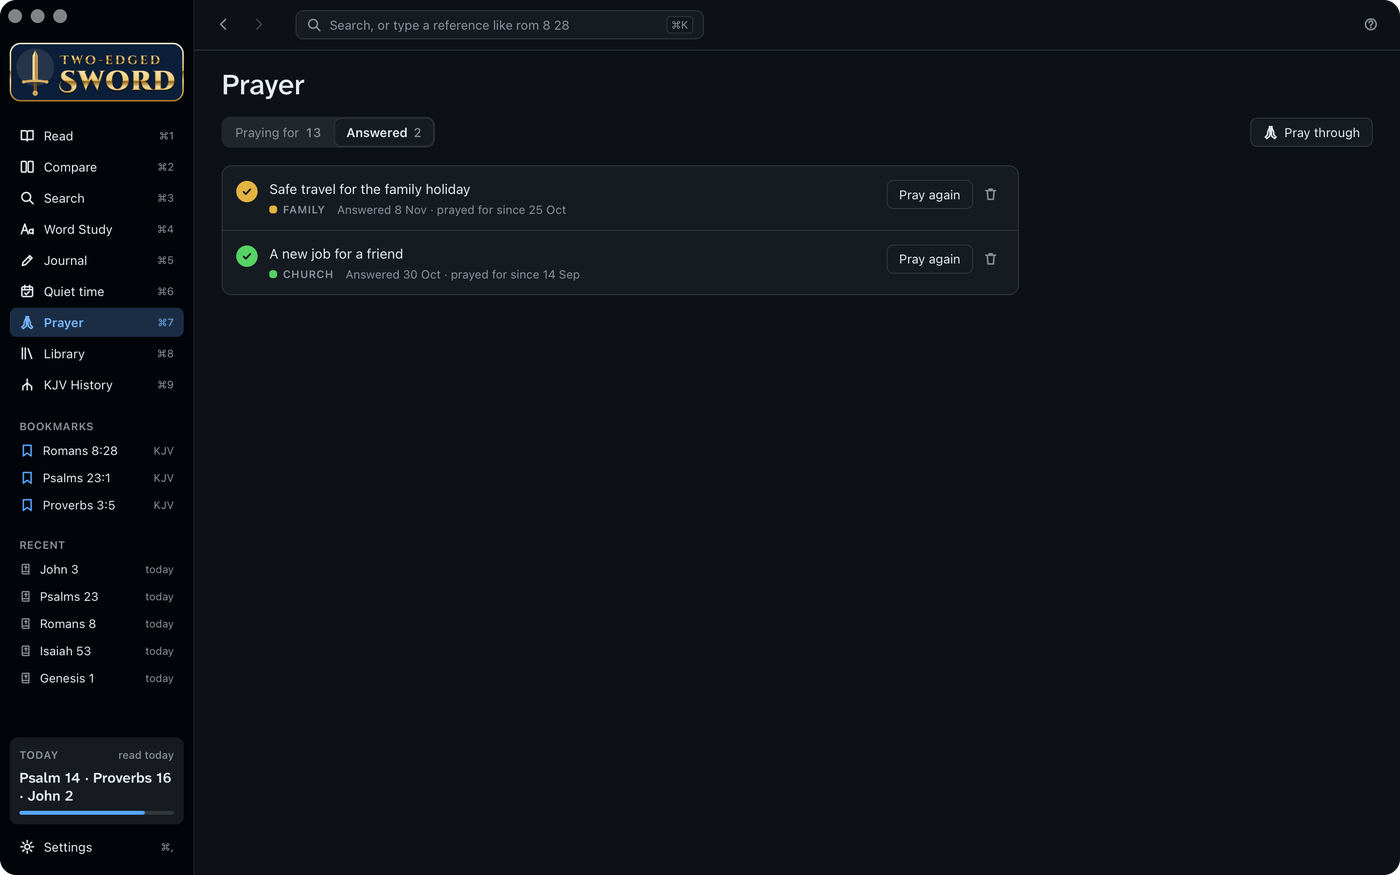 Search, or type a reference like rom 8 28 ⌘K
TWO-EDGED
SWORD
Read ⌘1
Compare ⌘2
Search ⌘3
Word Study ⌘4
Journal ⌘5
Quiet time ⌘6
Prayer ⌘7
Library ⌘8
KJV History ⌘9
BOOKMARKS
Romans 8:28 KJV
Psalms 23:1 KJV
Proverbs 3:5 KJV
RECENT
John 3 today
Psalms 23 today
Romans 8 today
Isaiah 53 today
Genesis 1 today
TODAY read today
Psalm 14 · Proverbs 16
· John 2
Settings ⌘,
Prayer
Praying for 13 Answered 2 Pray through
Safe travel for the family holiday Pray again
FAMILY Answered 8 Nov · prayed for since 25 Oct
A new job for a friend Pray again
CHURCH Answered 30 Oct · prayed for since 14 Sep